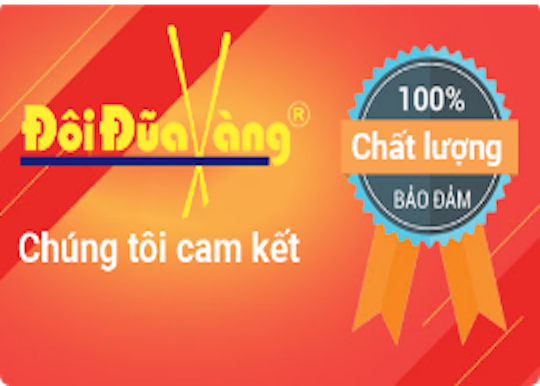 ĐôiĐũaVàng®
Chúng tôi cam kết
100%
Chất lượng
BẢO ĐẢM